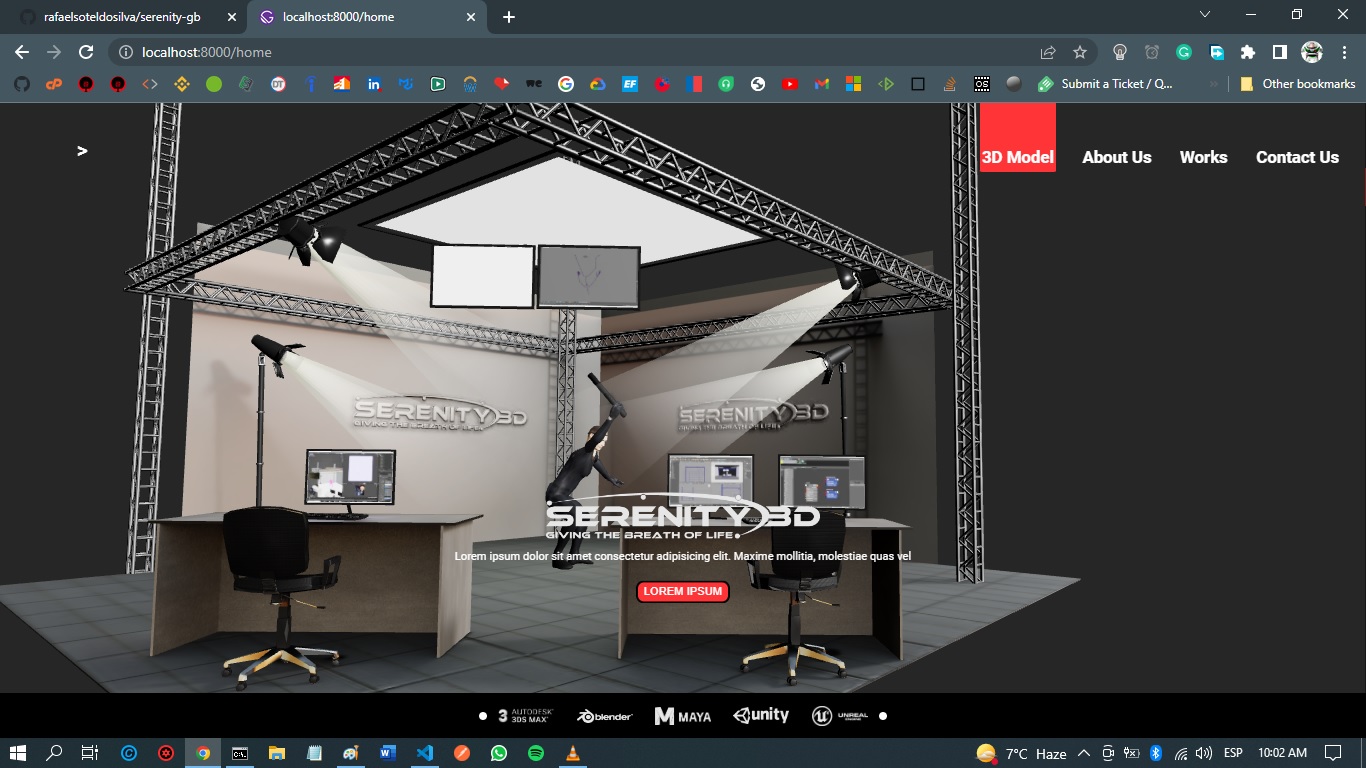 rafaelsoteldosilva/serenity-gb
localhost:8000/home
localhost:8000/home
Submit a Ticket / Q...
Other bookmarks
>
3D Model
About Us
Works
Contact Us
SERENITY 3D
GIVING THE BREATH OF LIFE
SERENITY 3D
GIVING THE BREATH OF LIFE
SERENITY 3D
GIVING THE BREATH OF LIFE
Lorem ipsum dolor sit amet consectetur adipisicing elit. Maxime mollitia, molestiae quas vel
LOREM IPSUM
3 AUTODESK® 3DS MAX®
blender
M MAYA
unity
UNREAL
7°C Haze
ESP
10:02 AM